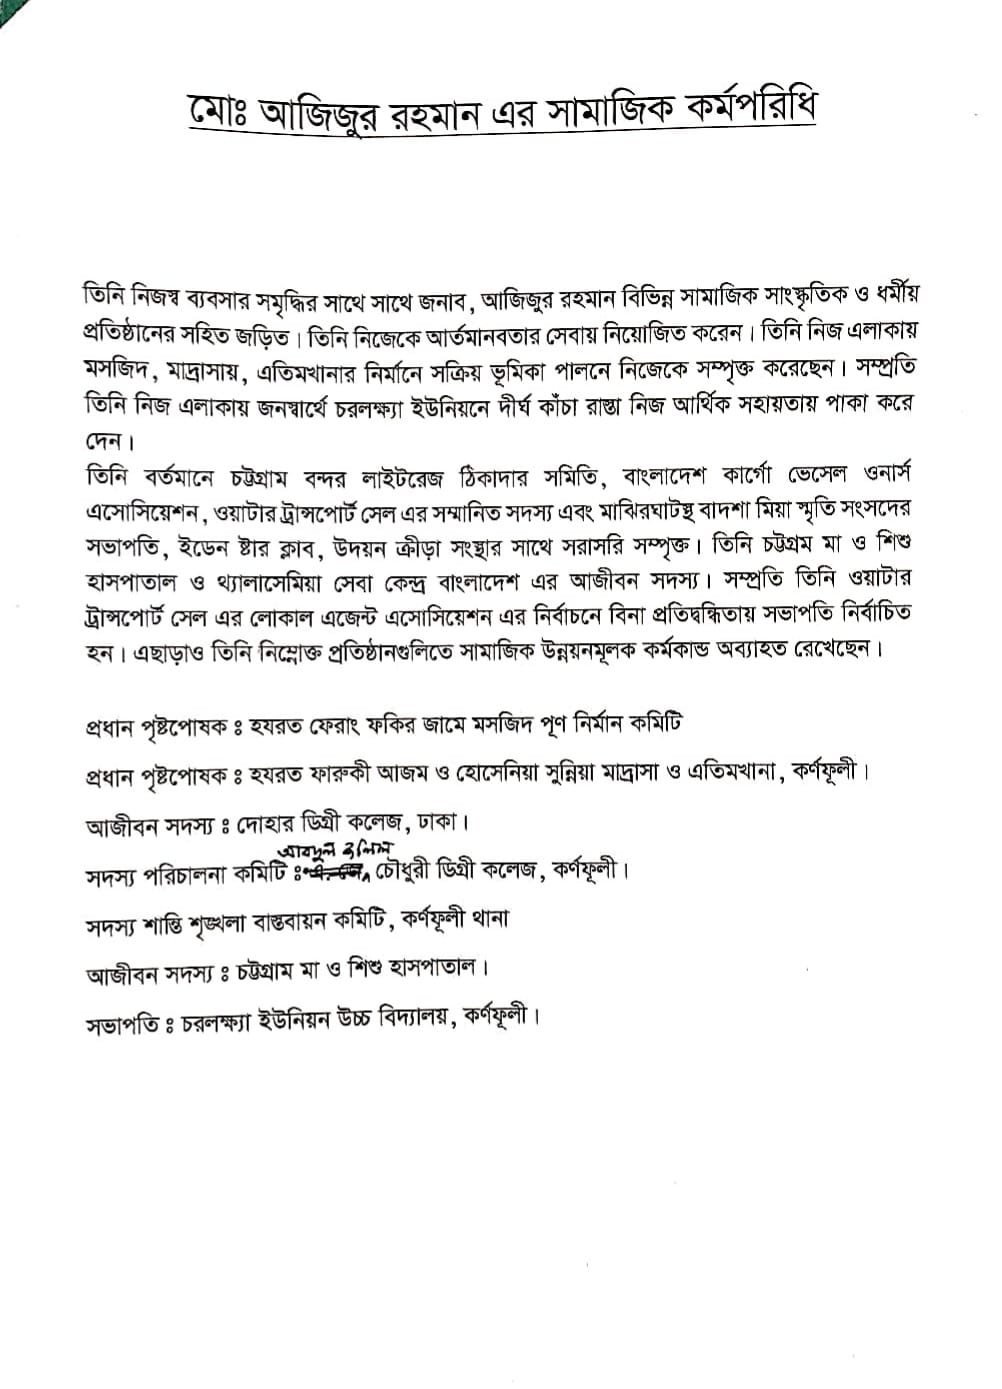 মোঃ আজিজুর রহমান এর সামাজিক কর্মপরিধি
তিনি নিজস্ব ব্যবসার সমৃদ্ধির সাথে সাথে জনাব, আজিজুর রহমান বিভিন্ন সামাজিক সাংস্কৃতিক ও ধর্মীয়
প্রতিষ্ঠানের সহিত জড়িত। তিনি নিজেকে আর্তমানবতার সেবায় নিয়োজিত করেন। তিনি নিজ এলাকায়
মসজিদ, মাদ্রাসায়, এতিমখানার নির্মানে সক্রিয় ভূমিকা পালনে নিজেকে সম্পৃক্ত করেছেন। সম্প্রতি
তিনি নিজ এলাকায় জনস্বার্থে চরলক্ষ্যা ইউনিয়নে দীর্ঘ কাঁচা রাস্তা নিজ আর্থিক সহায়তায় পাকা করে
দেন।
তিনি বর্তমানে চট্টগ্রাম বন্দর লাইটরেজ ঠিকাদার সমিতি, বাংলাদেশ কার্গো ভেসেল ওনার্স
এসোসিয়েশন, ওয়াটার ট্রান্সপোর্ট সেল এর সম্মানিত সদস্য এবং মাঝিরঘাটস্থ বাদশা মিয়া স্মৃতি সংসদের
সভাপতি, ইডেন ষ্টার ক্লাব, উদয়ন ক্রীড়া সংস্থার সাথে সরাসরি সম্পৃক্ত। তিনি চট্টগ্রম মা ও শিশু
হাসপাতাল ও থ্যালাসেমিয়া সেবা কেন্দ্র বাংলাদেশ এর আজীবন সদস্য। সম্প্রতি তিনি ওয়াটার
ট্রান্সপোর্ট সেল এর লোকাল এজেন্ট এসোসিয়েশন এর নির্বাচনে বিনা প্রতিদ্বন্ধিতায় সভাপতি নির্বাচিত
হন। এছাড়াও তিনি নিম্নোক্ত প্রতিষ্ঠানগুলিতে সামাজিক উন্নয়নমূলক কর্মকান্ড অব্যাহত রেখেছেন।
প্রধান পৃষ্টপোষক ঃ হযরত ফেরাং ফকির জামে মসজিদ পূণ নির্মান কমিটি
প্রধান পৃষ্টপোষক ঃ হযরত ফারুকী আজম ও হোসেনিয়া সুন্নিয়া মাদ্রাসা ও এতিমখানা, কর্ণফূলী।
আজীবন সদস্য ঃ দোহার ডিগ্রী কলেজ, ঢাকা।
আবদুল জলিল
সদস্য পরিচালনা কমিটি ঃ চৌধুরী ডিগ্রী কলেজ, কর্ণফূলী।
সদস্য শান্তি শৃঙ্খলা বাস্তবায়ন কমিটি, কর্ণফূলী থানা
আজীবন সদস্য ঃ চট্টগ্রাম মা ও শিশু হাসপাতাল।
সভাপতি ঃ চরলক্ষ্যা ইউনিয়ন উচ্চ বিদ্যালয়, কর্ণফূলী।